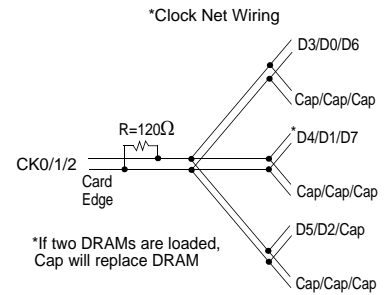 *Clock Net Wiring
D3/D0/D6
Cap/Cap/Cap
R=120Ω
*D4/D1/D7
CK0/1/2
Card
Edge
Cap/Cap/Cap
D5/D2/Cap
*If two DRAMs are loaded,
Cap will replace DRAM
Cap/Cap/Cap